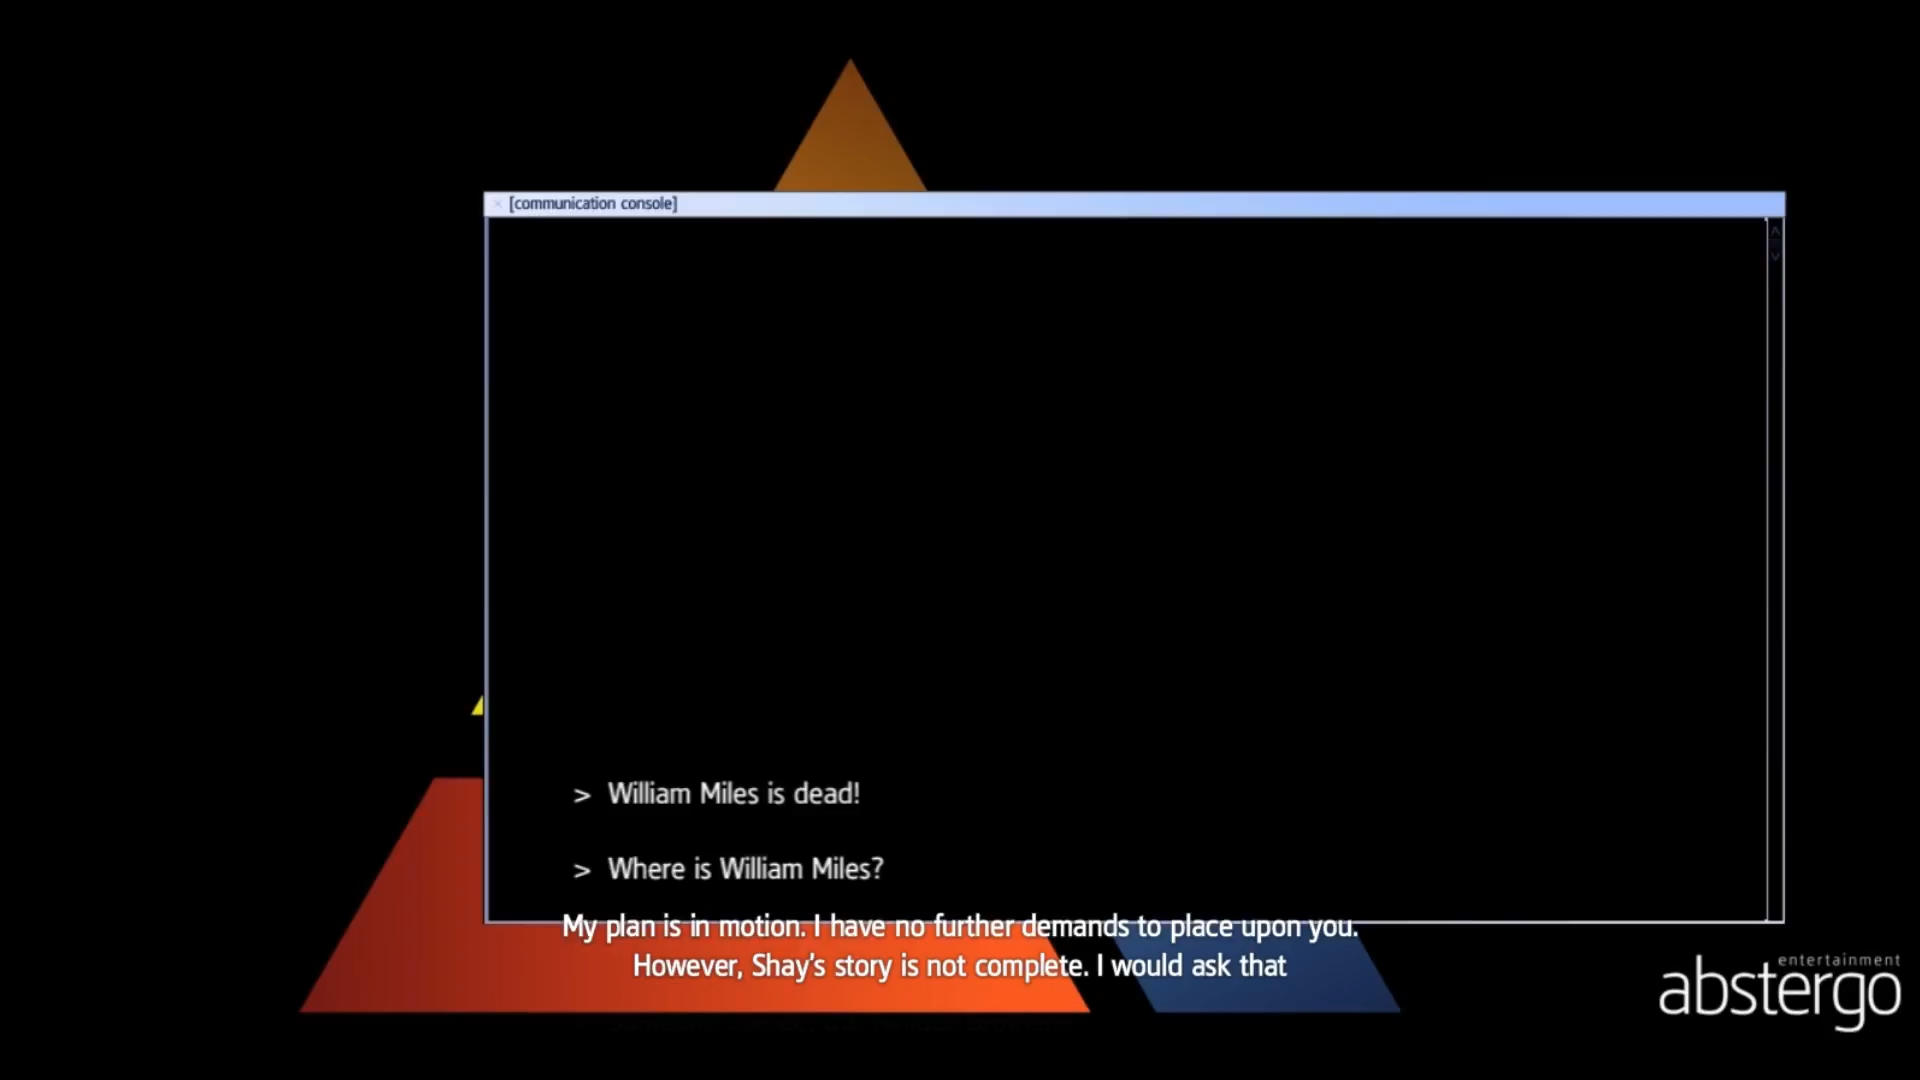 [communication console]
> William Miles is dead!
> Where is William Miles?
My plan is in motion. I have no further demands to place upon you.
However, Shay's story is not complete. I would ask that
entertainment
abstergo